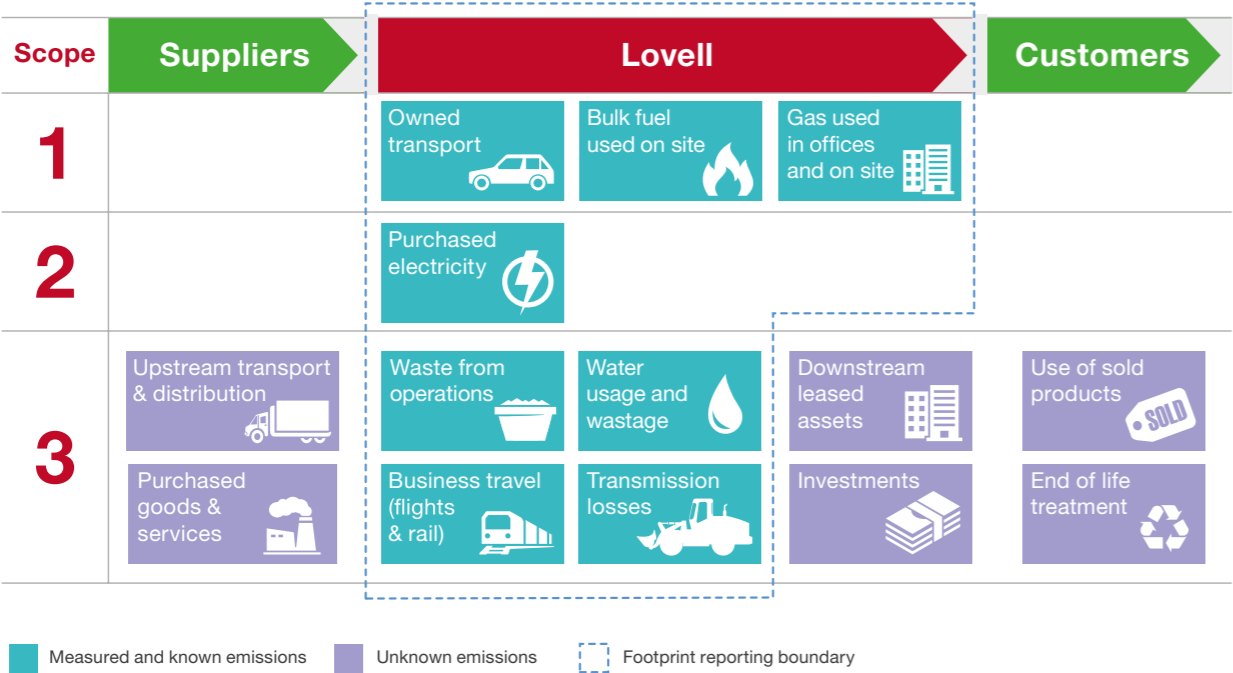 Scope
Suppliers
Lovell
Customers
1
Owned
transport
Bulk fuel
used on site
Gas used
in offices
and on site
2
Purchased
electricity
3
Upstream transport
& distribution
Waste from
operations
Water
usage and
wastage
Downstream
leased
assets
Use of sold
products
SOLD
Purchased
goods &
services
Business travel
(flights
& rail)
Transmission
losses
Investments
End of life
treatment
Measured and known emissions
Unknown emissions
Footprint reporting boundary